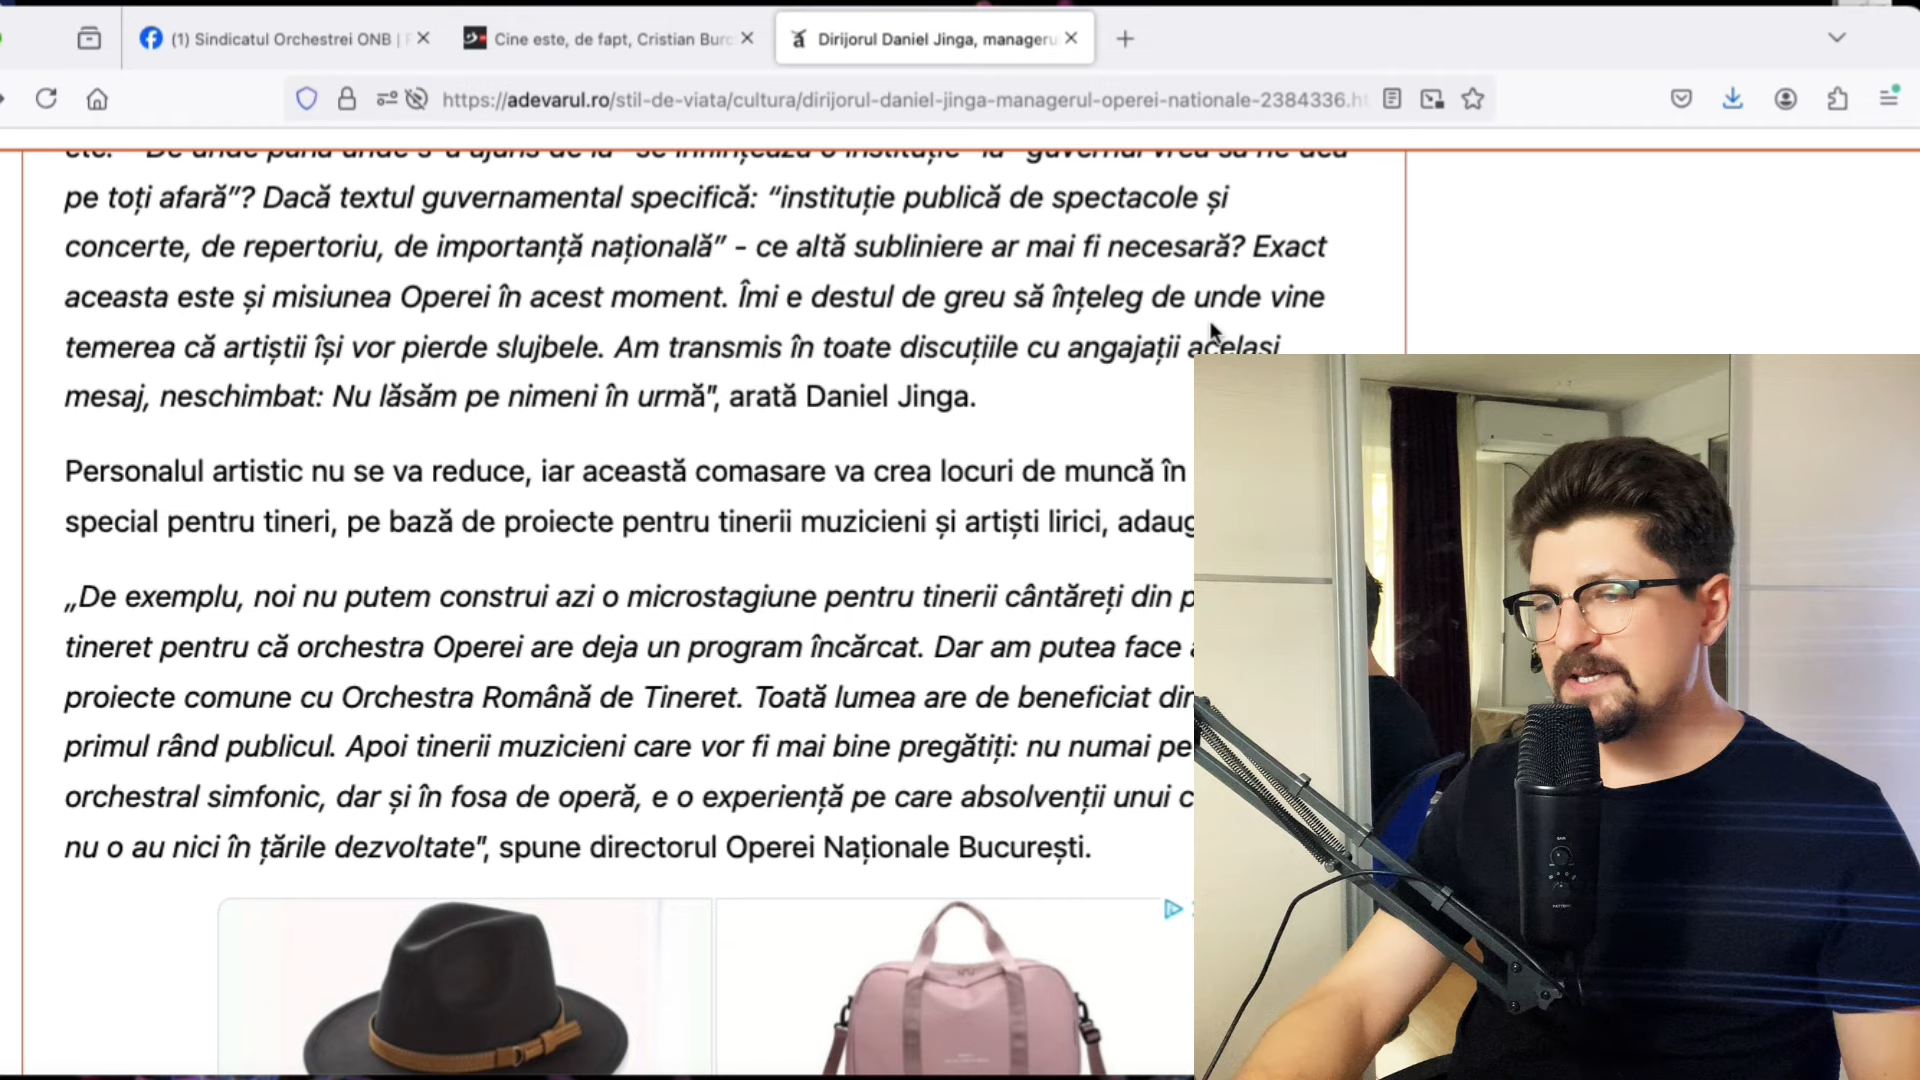 (1) Sindicatul Orchestrei ONB |
Cine este, de fapt, Cristian Burc
Dirijorul Daniel Jinga, manageru
https://adevarul.ro/stil-de-viata/cultura/dirijorul-daniel-jinga-managerul-operei-nationale-2384336.h
pe toți afară”? Dacă textul guvernamental specifică: “instituție publică de spectacole și
concerte, de repertoriu, de importanță națională” - ce altă subliniere ar mai fi necesară? Exact
aceasta este și misiunea Operei în acest moment. Îmi e destul de greu să înțeleg de unde vine
temerea că artiștii își vor pierde slujbele. Am transmis în toate discuțiile cu angajații același
mesaj, neschimbat: Nu lăsăm pe nimeni în urmă", arată Daniel Jinga.
Personalul artistic nu se va reduce, iar această comasare va crea locuri de muncă în
special pentru tineri, pe bază de proiecte pentru tinerii muzicieni și artiști lirici, adaug
„De exemplu, noi nu putem construi azi o microstagiune pentru tinerii cântăreți din p
tineret pentru că orchestra Operei are deja un program încărcat. Dar am putea face
proiecte comune cu Orchestra Română de Tineret. Toată lumea are de beneficiat din
primul rând publicul. Apoi tinerii muzicieni care vor fi mai bine pregătiți: nu numai pe
orchestral simfonic, dar și în fosa de operă, e o experiență pe care absolvenții unui c
nu o au nici în țările dezvoltate", spune directorul Operei Naționale București.